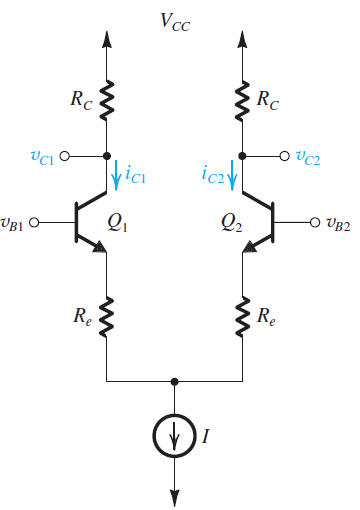 V_CC
R_C R_C
v_C1 v_C2
i_C1 i_C2
v_B1 Q_1 Q_2 v_B2
R_e R_e
I